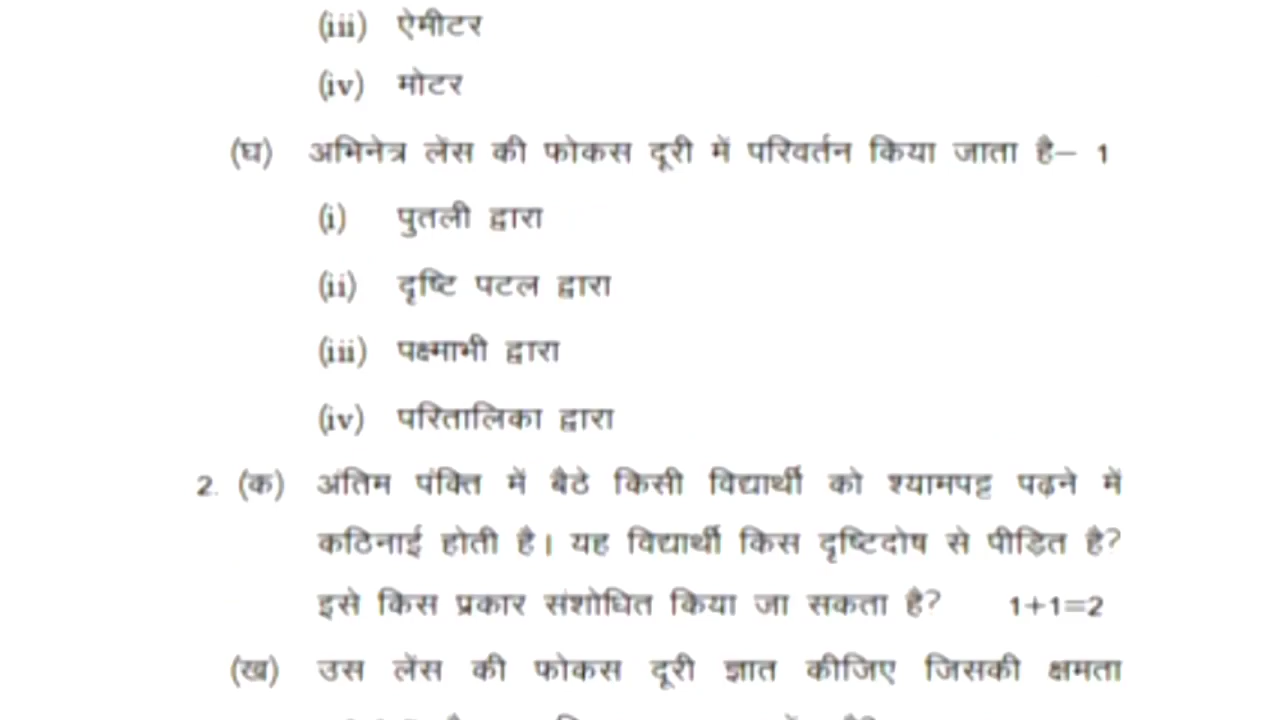 (iii) ऐमीटर
(iv) मोटर
(घ) अभिनेत्र लेंस की फोकस दूरी में परिवर्तन किया जाता है– 1
(i) पुतली द्वारा
(ii) दृष्टि पटल द्वारा
(iii) पक्ष्माभी द्वारा
(iv) परितालिका द्वारा
2. (क) अंतिम पंक्ति में बैठे किसी विद्यार्थी को श्यामपट्ट पढ़ने में
कठिनाई होती है। यह विद्यार्थी किस दृष्टिदोष से पीड़ित है?
इसे किस प्रकार संशोधित किया जा सकता है? 1+1=2
(ख) उस लेंस की फोकस दूरी ज्ञात कीजिए जिसकी क्षमता